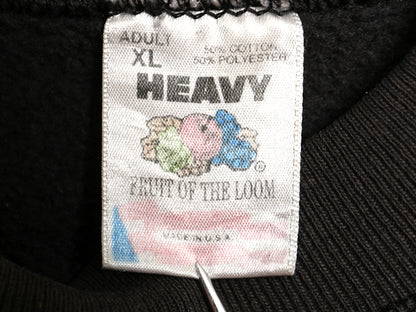 ADULT
XL
50% COTTON
50% POLYESTER
HEAVY
®
FRUIT OF THE LOOM
MADE IN U.S.A.